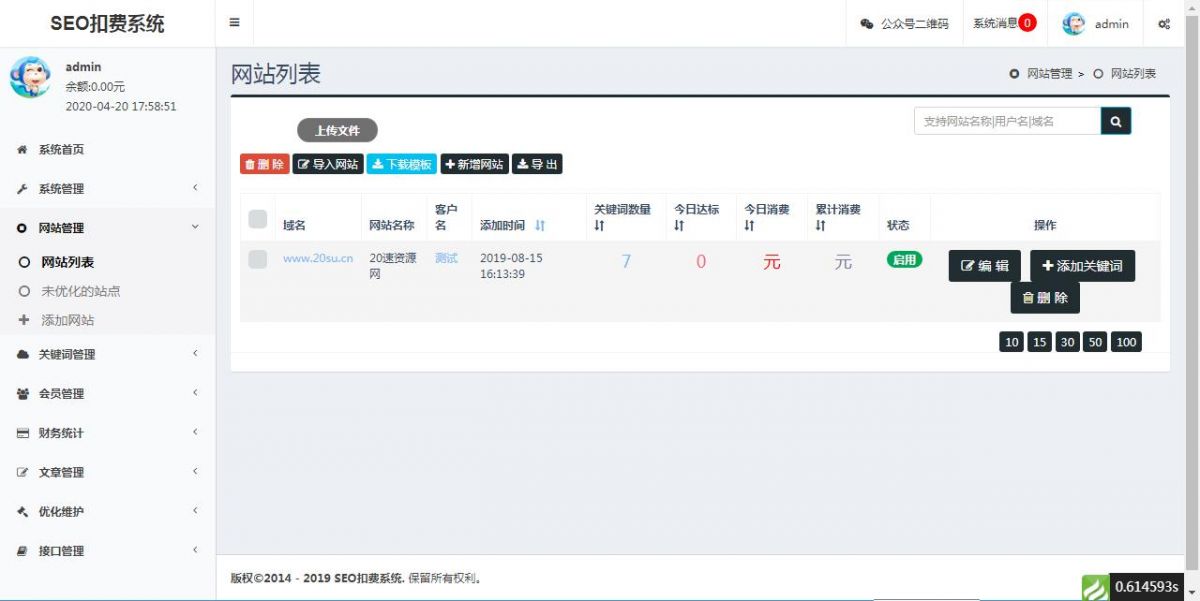 SEO扣费系统
公众号二维码
系统消息 0
admin
admin
余额:0.00元
2020-04-20 17:58:51
系统首页
系统管理
网站管理
网站列表
未优化的站点
添加网站
关键词管理
会员管理
财务统计
文章管理
优化维护
接口管理
网站列表
网站管理 > 网站列表
上传文件
支持网站名称|用户名|域名
删 除 导入网站 下载模板 新增网站 导 出
域名 网站名称 客户名 添加时间 关键词数量 今日达标 今日消费 累计消费 状态 操作
www.20su.cn 20速资源网 测试 2019-08-15 16:13:39 7 0 元 元 启用 编 辑 添加关键词
删 除
10 15 30 50 100
版权©2014 - 2019 SEO扣费系统. 保留所有权利。
0.614593s